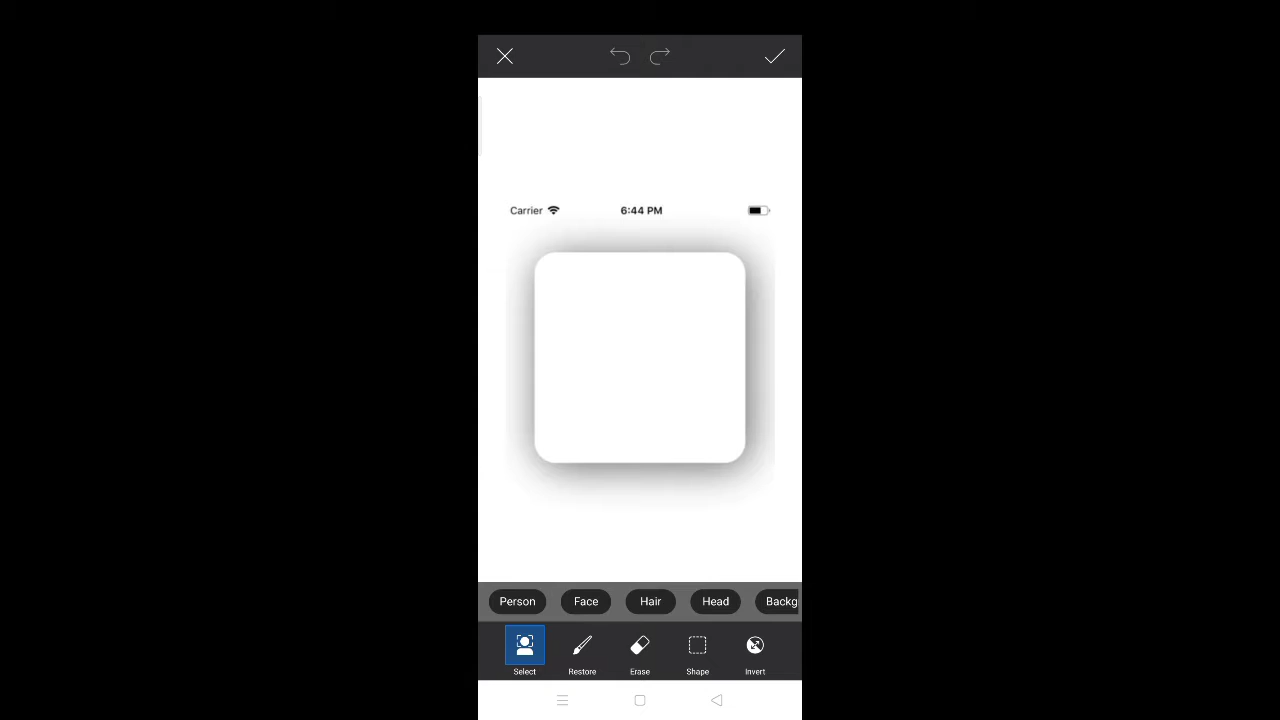 Carrier 6:44 PM
Person Face Hair Head Backg
Select Restore Erase Shape Invert